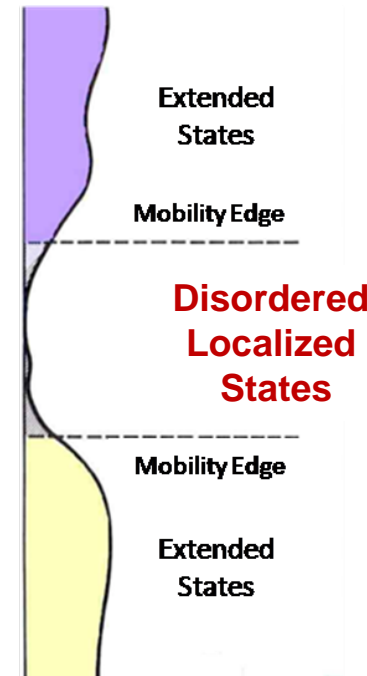 Extended
States
Mobility Edge
Disordered
Localized
States
Mobility Edge
Extended
States